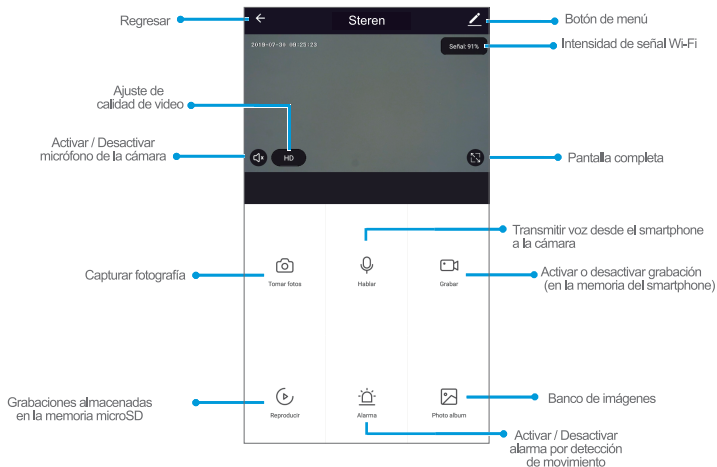 Regresar
Steren
Botón de menú
2019-07-30 09:25:23
Señal: 91%
Intensidad de señal Wi-Fi
Ajuste de
calidad de video
Activar / Desactivar
micrófono de la cámara
HD
Pantalla completa
Transmitir voz desde el smartphone
a la cámara
Capturar fotografía
Tomar fotos
Hablar
Grabar
Activar o desactivar grabación
(en la memoria del smartphone)
Grabaciones almacenadas
en la memoria microSD
Reproducir
Alarma
Photo album
Banco de imágenes
Activar / Desactivar
alarma por detección
de movimiento